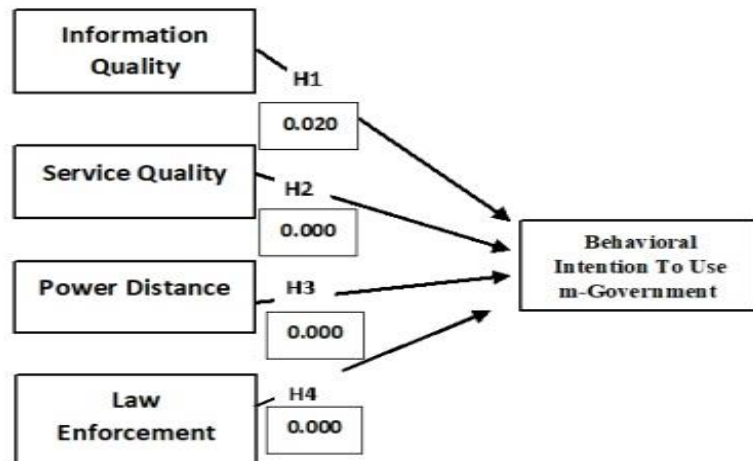 Information
Quality
H1
0.020
Service Quality
H2
0.000
Power Distance
H3
0.000
Law
Enforcement
H4
0.000
Behavioral
Intention To Use
m-Government